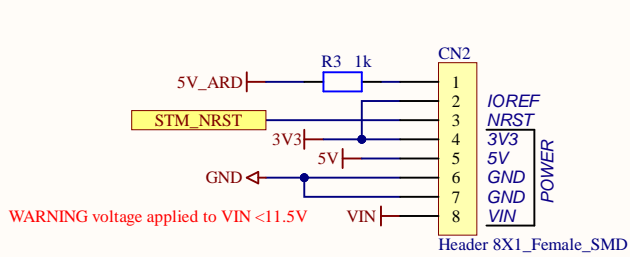 CN2
R3 1k
5V_ARD 1
2 IOREF
STM_NRST 3 NRST
3V3 4 3V3
5V 5 5V
GND 6 GND
7 GND
WARNING voltage applied to VIN <11.5V VIN 8 VIN
POWER
Header 8X1_Female_SMD